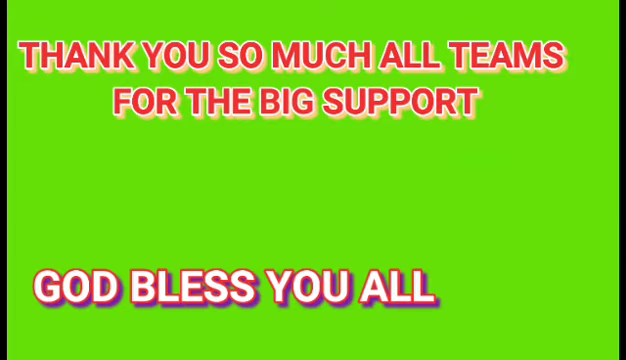 THANK YOU SO MUCH ALL TEAMS
FOR THE BIG SUPPORT
GOD BLESS YOU ALL